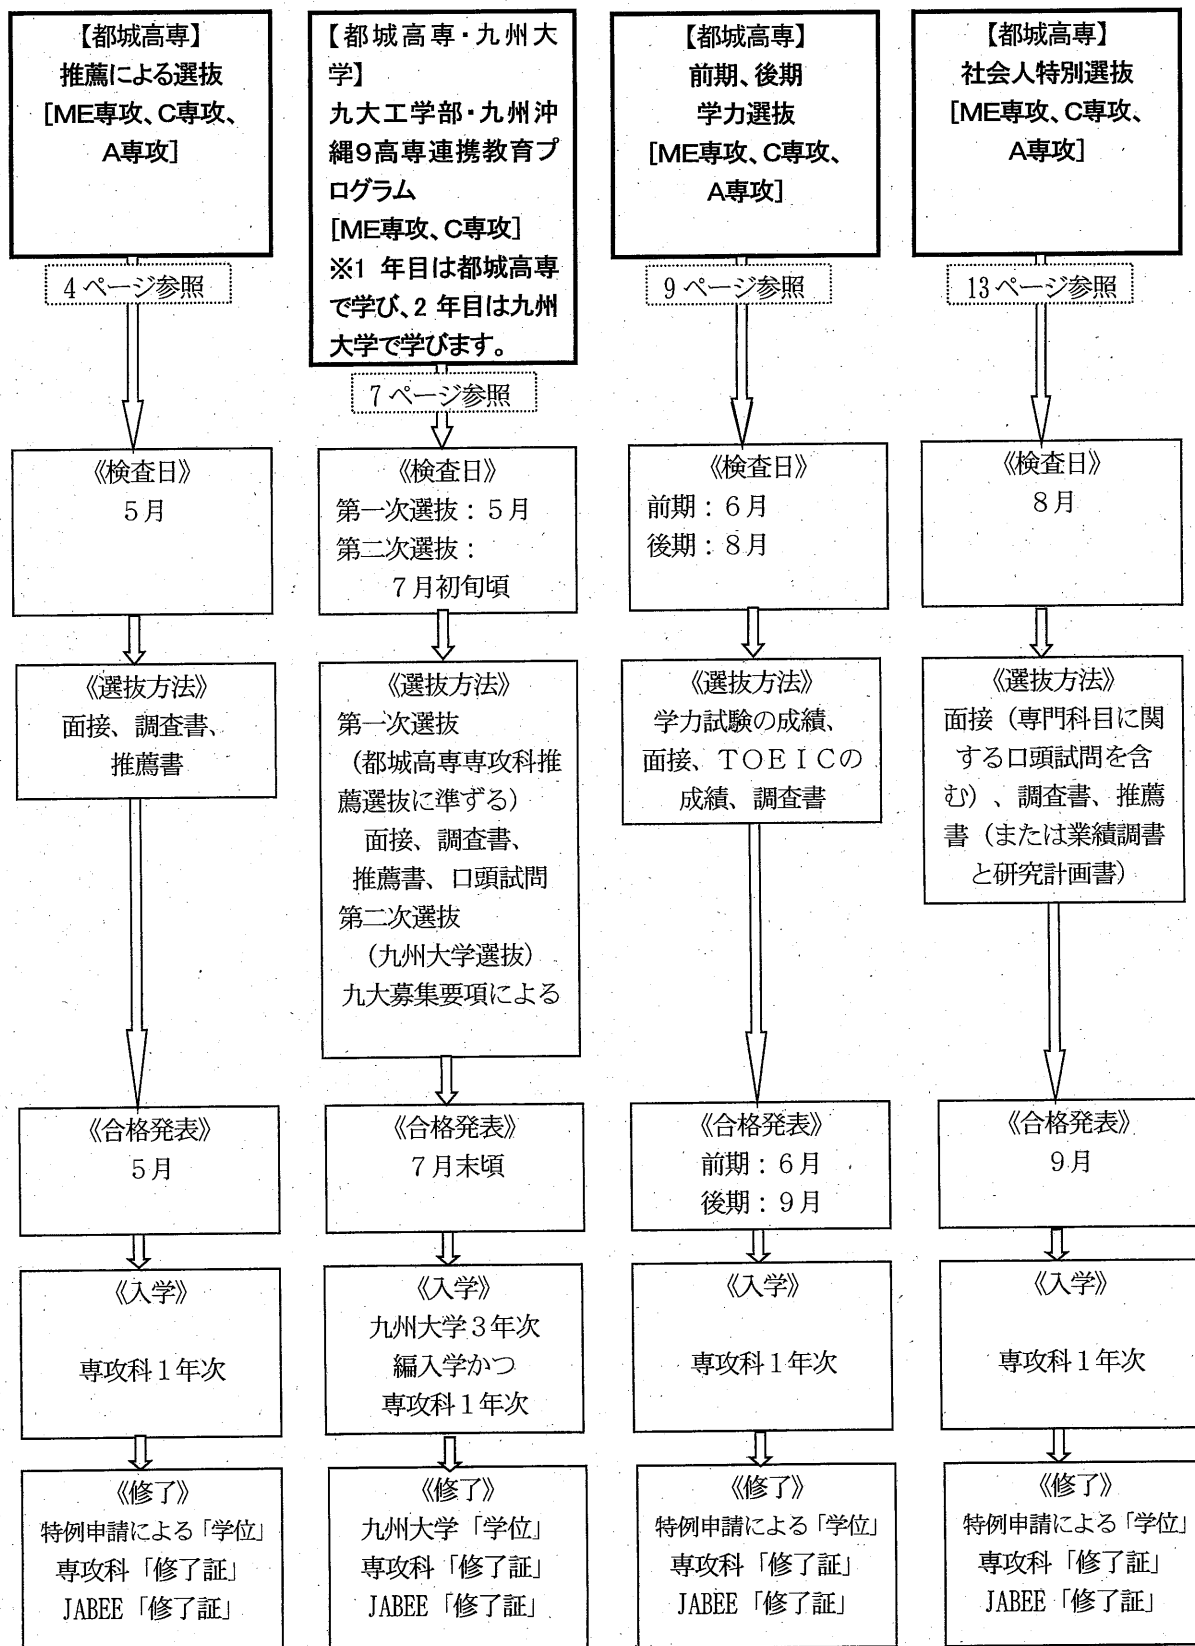 【都城高専】
推薦による選抜
[ME専攻、C専攻、
A専攻]
4 ページ参照
《検査日》
５月
《選抜方法》
面接、調査書、
推薦書
《合格発表》
５月
《入学》
専攻科１年次
《修了》
特例申請による「学位」
専攻科「修了証」
JABEE「修了証」
【都城高専・九州大
学】
九大工学部・九州沖
縄９高専連携教育プ
ログラム
[ME専攻、C専攻]
※1 年目は都城高専
で学び、2 年目は九州
大学で学びます。
7 ページ参照
《検査日》
第一次選抜：５月
第二次選抜：
７月初旬頃
《選抜方法》
第一次選抜
（都城高専専攻科推
薦選抜に準ずる）
面接、調査書、
推薦書、口頭試問
第二次選抜
（九州大学選抜）
九大募集要項による
《合格発表》
７月末頃
《入学》
九州大学３年次
編入学かつ
専攻科１年次
《修了》
九州大学「学位」
専攻科「修了証」
JABEE「修了証」
【都城高専】
前期、後期
学力選抜
[ME専攻、C専攻、
A専攻]
9 ページ参照
《検査日》
前期：６月
後期：８月
《選抜方法》
学力試験の成績、
面接、ＴＯＥＩＣの
成績、調査書
《合格発表》
前期：６月
後期：９月
《入学》
専攻科１年次
《修了》
特例申請による「学位」
専攻科「修了証」
JABEE「修了証」
【都城高専】
社会人特別選抜
[ME専攻、C専攻、
A専攻]
13 ページ参照
《検査日》
８月
《選抜方法》
面接（専門科目に関
する口頭試問を含
む）、調査書、推薦
書（または業績調書
と研究計画書）
《合格発表》
９月
《入学》
専攻科１年次
《修了》
特例申請による「学位」
専攻科「修了証」
JABEE「修了証」